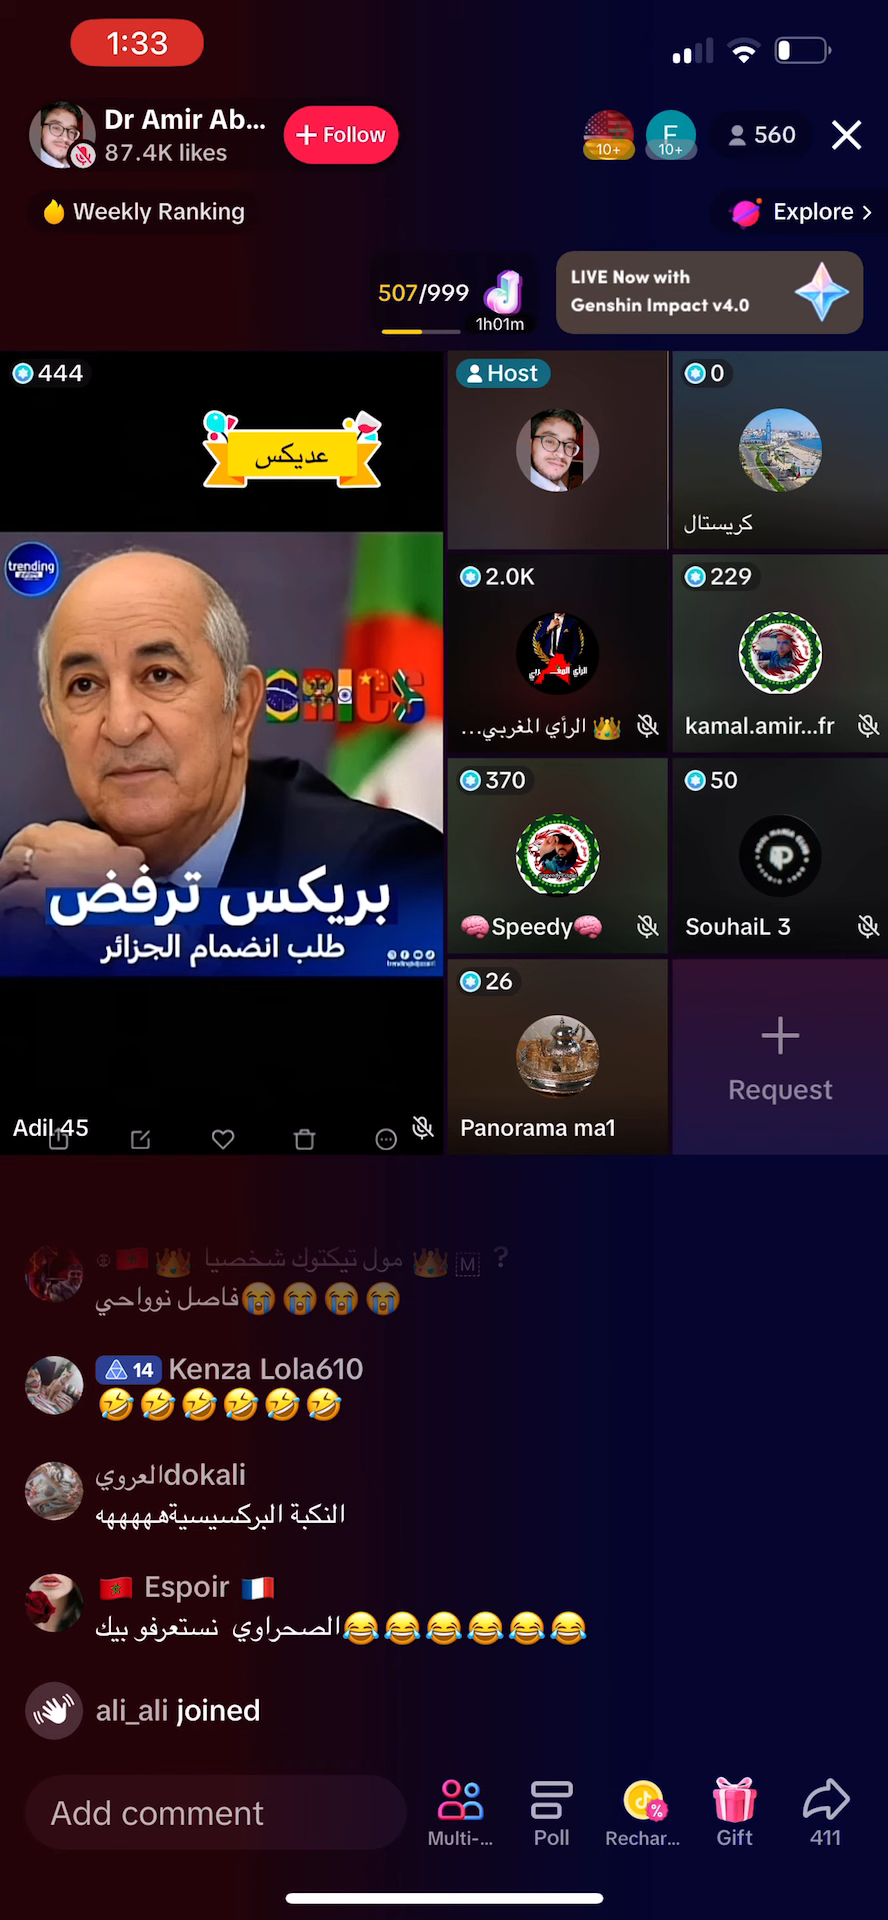 1:33
Dr Amir Ab...
87.4K likes
+ Follow
10+
F
10+
560
Weekly Ranking
Explore
507/999
1h01m
LIVE Now with
Genshin Impact v4.0
444
عديكس
trending
BRICS
بريكس ترفض
طلب انضمام الجزائر
Adil 45
Host
0
كريستال
2.0K
الرأي المغربي
الرأي المغربي...
229
kamal.amir...fr
370
🧠Speedy🧠
50
SouhaiL 3
26
Panorama ma1
Request
👑 مول تيكتوك شخصيا 👑 M ?
فاصل نوواحي😭😭😭😭
14 Kenza Lola610
🤣🤣🤣🤣🤣🤣
العرويdokali
النكبة البركسيسيةههههههه
🇲🇦 Espoir 🇫🇷
الصحراوي نستعرفو بيك😂😂😂😂😂😂
ali_ali joined
Add comment
Multi-...
Poll
Rechar...
Gift
411